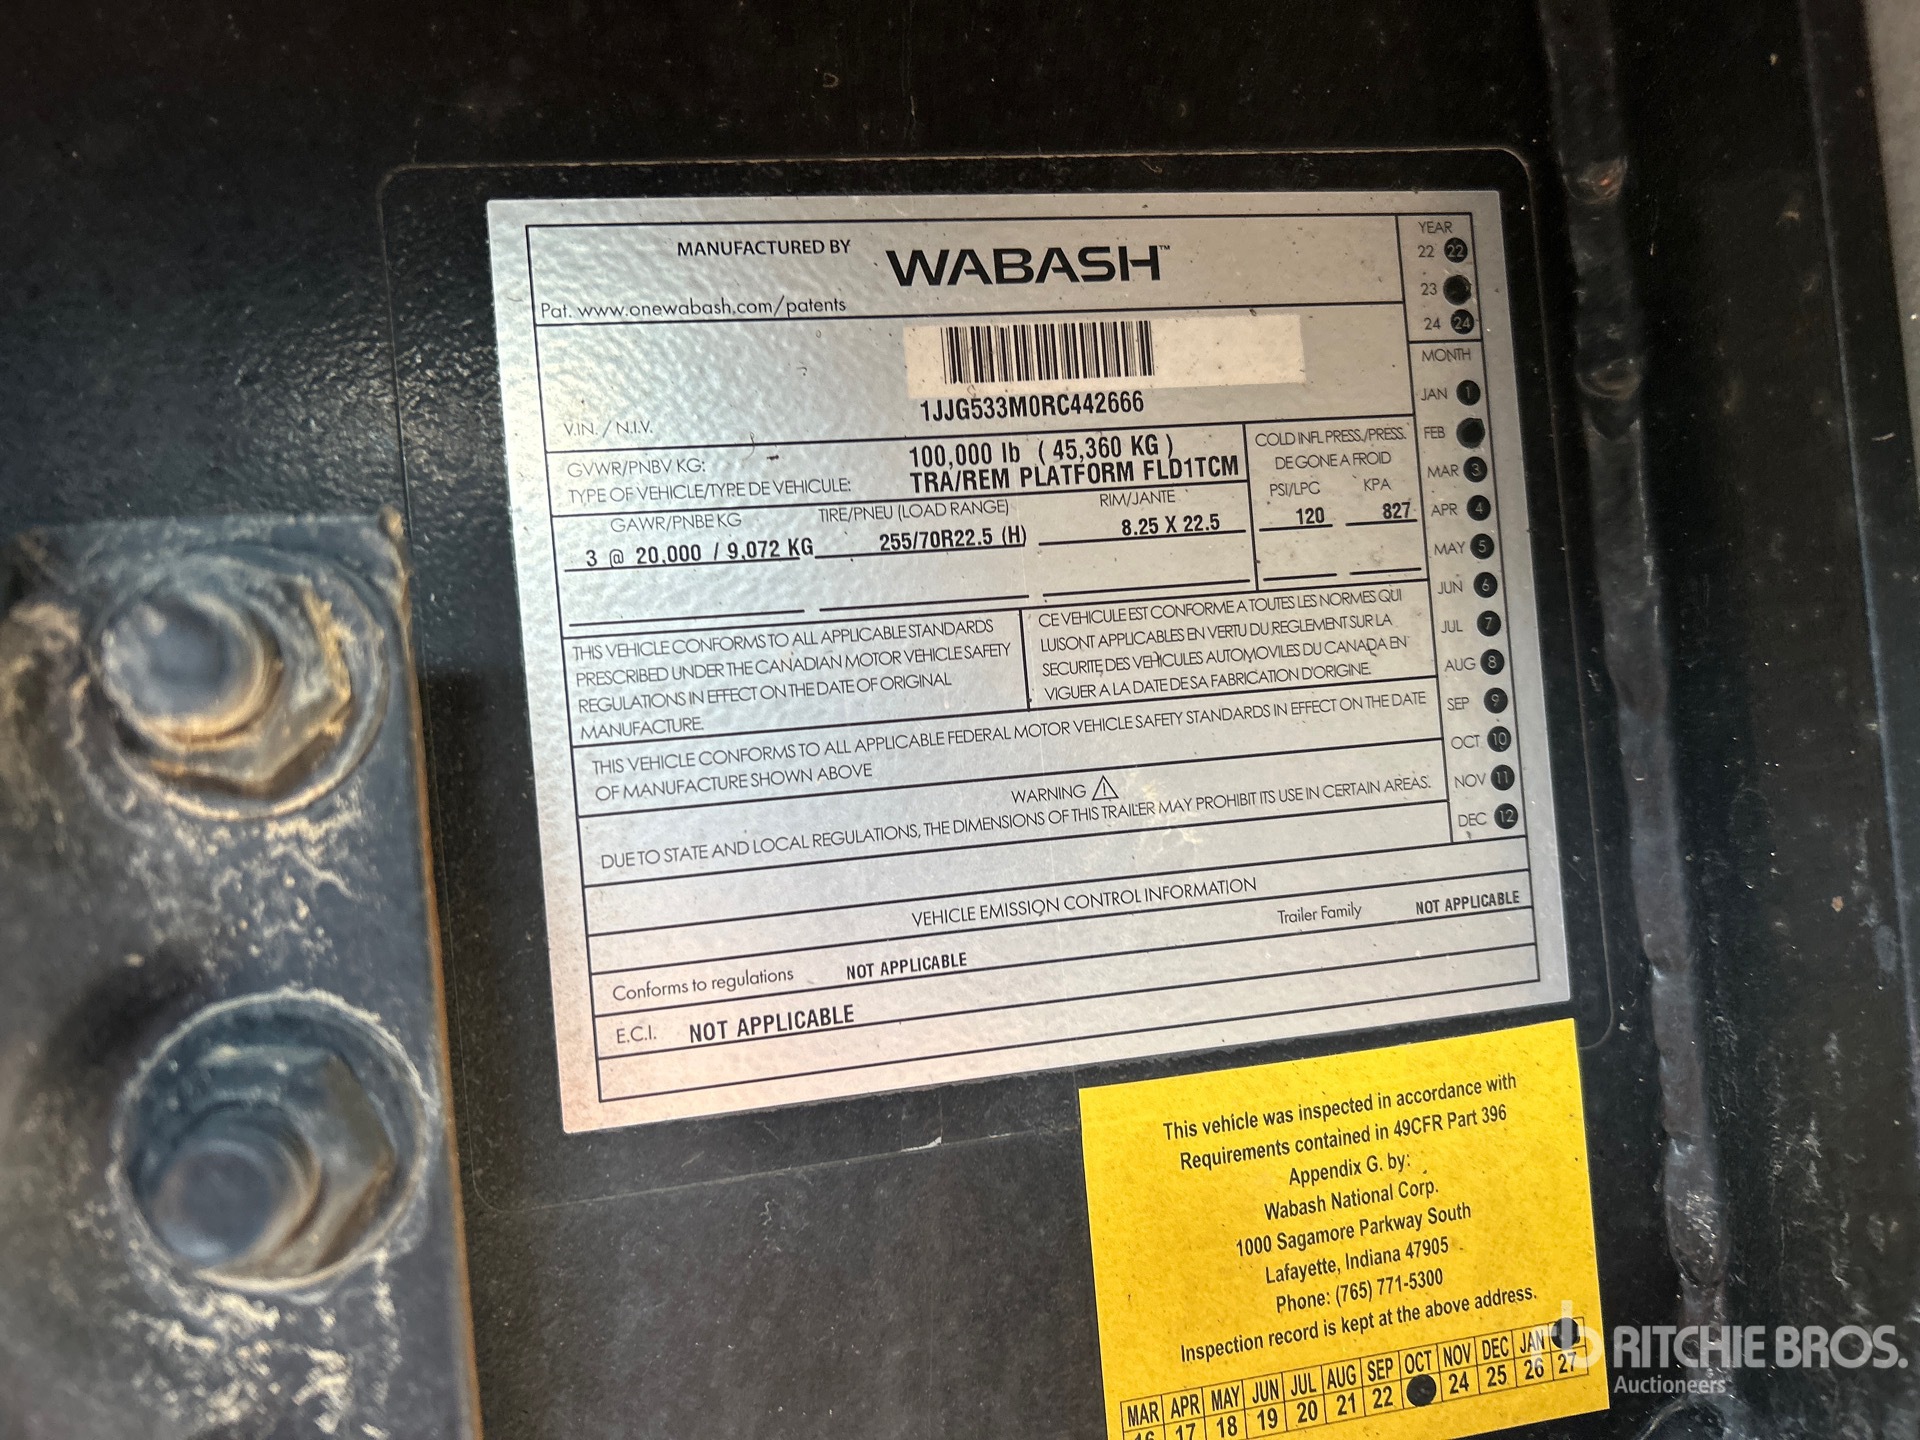 MANUFACTURED BY WABASH™
Pat. www.onewabash.com/patents
V.IN. / N.I.V. 1JJG533M0RC442666
GVWR/PNBV KG: 100,000 lb ( 45,360 KG )
TYPE OF VEHICLE/TYPE DE VEHICULE: TRA/REM PLATFORM FLD1TCM
COLD INFL PRESS./PRESS.
DE GONE A FROID
GAWR/PNBE KG TIRE/PNEU (LOAD RANGE) RIM/JANTE PSI/LPC KPA
3 @ 20,000 / 9,072 KG 255/70R22.5 (H) 8.25 X 22.5 120 827
THIS VEHICLE CONFORMS TO ALL APPLICABLE STANDARDS
PRESCRIBED UNDER THE CANADIAN MOTOR VEHICLE SAFETY
REGULATIONS IN EFFECT ON THE DATE OF ORIGINAL
MANUFACTURE.
CE VEHICULE EST CONFORME A TOUTES LES NORMES QUI
LUISONT APPLICABLES EN VERTU DU REGLEMENT SUR LA
SECURITE DES VEHICULES AUTOMOVILES DU CANADA EN
VIGUER A LA DATE DE SA FABRICATION D'ORIGINE.
THIS VEHICLE CONFORMS TO ALL APPLICABLE FEDERAL MOTOR VEHICLE SAFETY STANDARDS IN EFFECT ON THE DATE
OF MANUFACTURE SHOWN ABOVE
WARNING
DUE TO STATE AND LOCAL REGULATIONS, THE DIMENSIONS OF THIS TRAILER MAY PROHIBIT ITS USE IN CERTAIN AREAS.
VEHICLE EMISSION CONTROL INFORMATION
Conforms to regulations NOT APPLICABLE Trailer Family NOT APPLICABLE
E.C.I. NOT APPLICABLE
YEAR
22 22
23
24 24
MONTH
JAN 1
FEB
MAR 3
APR 4
MAY 5
JUN 6
JUL 7
AUG 8
SEP 9
OCT 10
NOV 11
DEC 12
This vehicle was inspected in accordance with
Requirements contained in 49CFR Part 396
Appendix G. by:
Wabash National Corp.
1000 Sagamore Parkway South
Lafayette, Indiana 47905
Phone: (765) 771-5300
Inspection record is kept at the above address.
MAR APR MAY JUN JUL AUG SEP OCT NOV DEC JAN
16 17 18 19 20 21 22 24 25 26 27
rb RITCHIE BROS.
Auctioneers